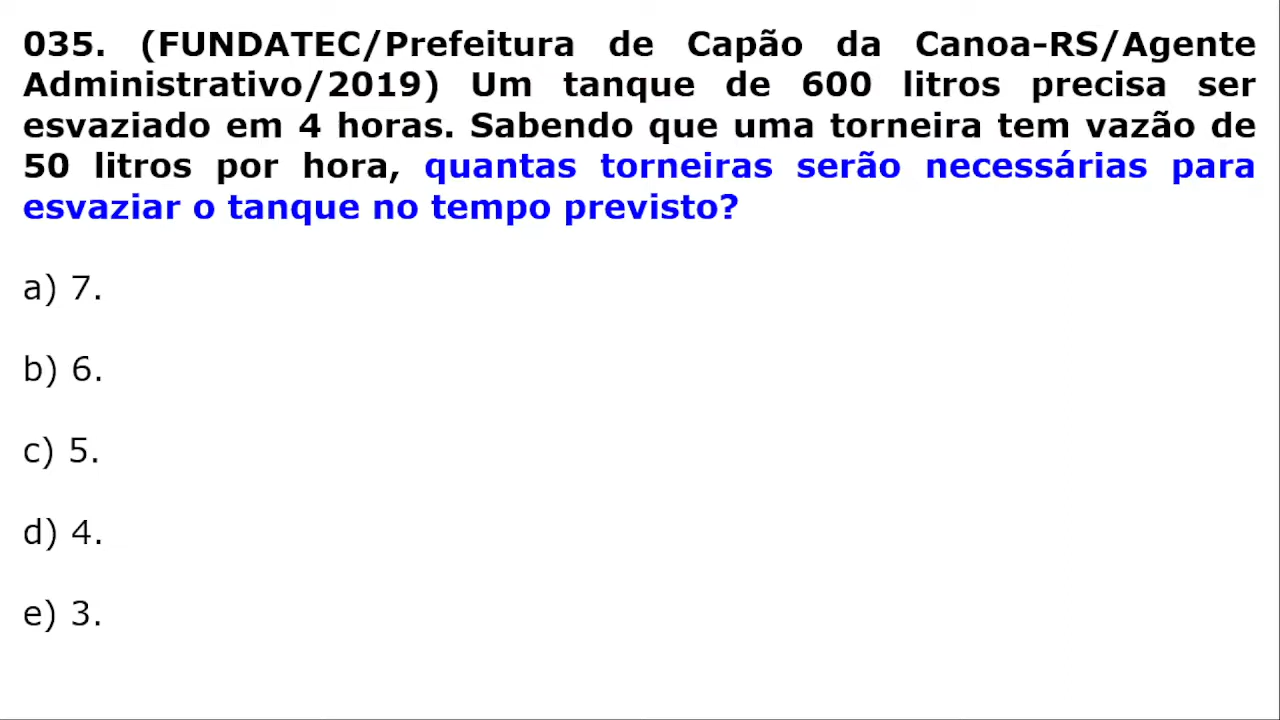 035. (FUNDATEC/Prefeitura de Capão da Canoa-RS/Agente
Administrativo/2019) Um tanque de 600 litros precisa ser
esvaziado em 4 horas. Sabendo que uma torneira tem vazão de
50 litros por hora, quantas torneiras serão necessárias para
esvaziar o tanque no tempo previsto?
a) 7.
b) 6.
c) 5.
d) 4.
e) 3.